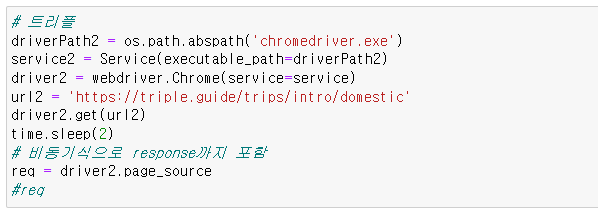 # 트리플
driverPath2 = os.path.abspath('chromedriver.exe')
service2 = Service(executable_path=driverPath2)
driver2 = webdriver.Chrome(service=service)
url2 = 'https://triple.guide/trips/intro/domestic'
driver2.get(url2)
time.sleep(2)
# 비동기식으로 response까지 포함
req = driver2.page_source
#req